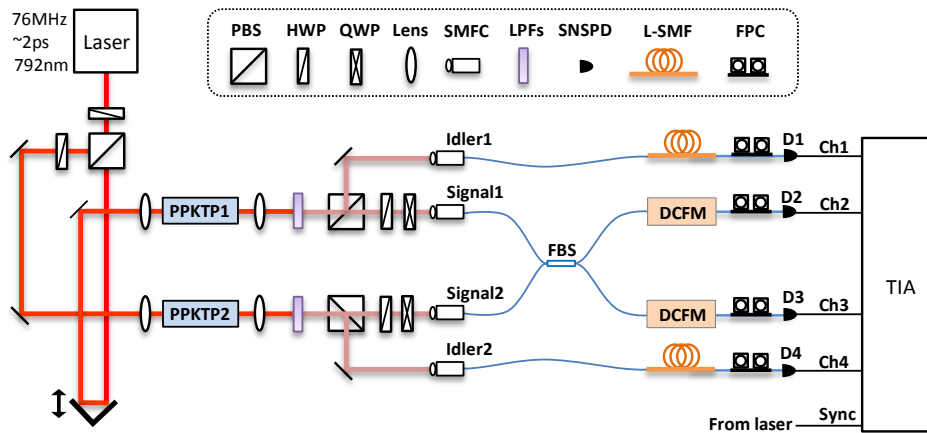 76MHz
~2ps
792nm
Laser
PBS HWP QWP Lens SMFC LPFs SNSPD L-SMF FPC
Idler1
D1
Ch1
PPKTP1
Signal1
DCFM
D2
Ch2
FBS
TIA
PPKTP2
Signal2
DCFM
D3
Ch3
Idler2
D4
Ch4
From laser
Sync